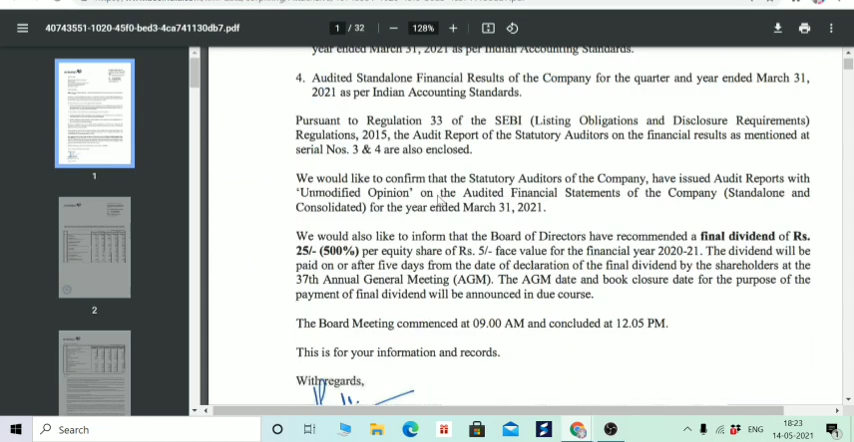 40743551-1020-45f0-bed3-4ca741130db7.pdf
1 / 32
128%
year ended March 31, 2021 as per Indian Accounting Standards.
4. Audited Standalone Financial Results of the Company for the quarter and year ended March 31,
2021 as per Indian Accounting Standards.
Pursuant to Regulation 33 of the SEBI (Listing Obligations and Disclosure Requirements)
Regulations, 2015, the Audit Report of the Statutory Auditors on the financial results as mentioned at
serial Nos. 3 & 4 are also enclosed.
We would like to confirm that the Statutory Auditors of the Company, have issued Audit Reports with
‘Unmodified Opinion’ on the Audited Financial Statements of the Company (Standalone and
Consolidated) for the year ended March 31, 2021.
We would also like to inform that the Board of Directors have recommended a final dividend of Rs.
25/- (500%) per equity share of Rs. 5/- face value for the financial year 2020-21. The dividend will be
paid on or after five days from the date of declaration of the final dividend by the shareholders at the
37th Annual General Meeting (AGM). The AGM date and book closure date for the purpose of the
payment of final dividend will be announced in due course.
The Board Meeting commenced at 09.00 AM and concluded at 12.05 PM.
This is for your information and records.
With regards,
1
2
Search
ENG
18:23
14-05-2021
1